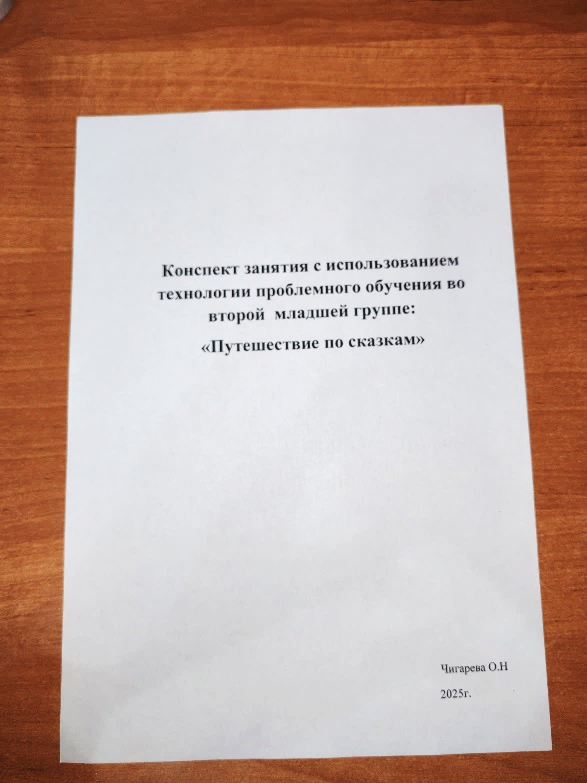 Конспект занятия с использованием
технологии проблемного обучения во
второй младшей группе:
«Путешествие по сказкам»
Чигарева О.Н
2025г.